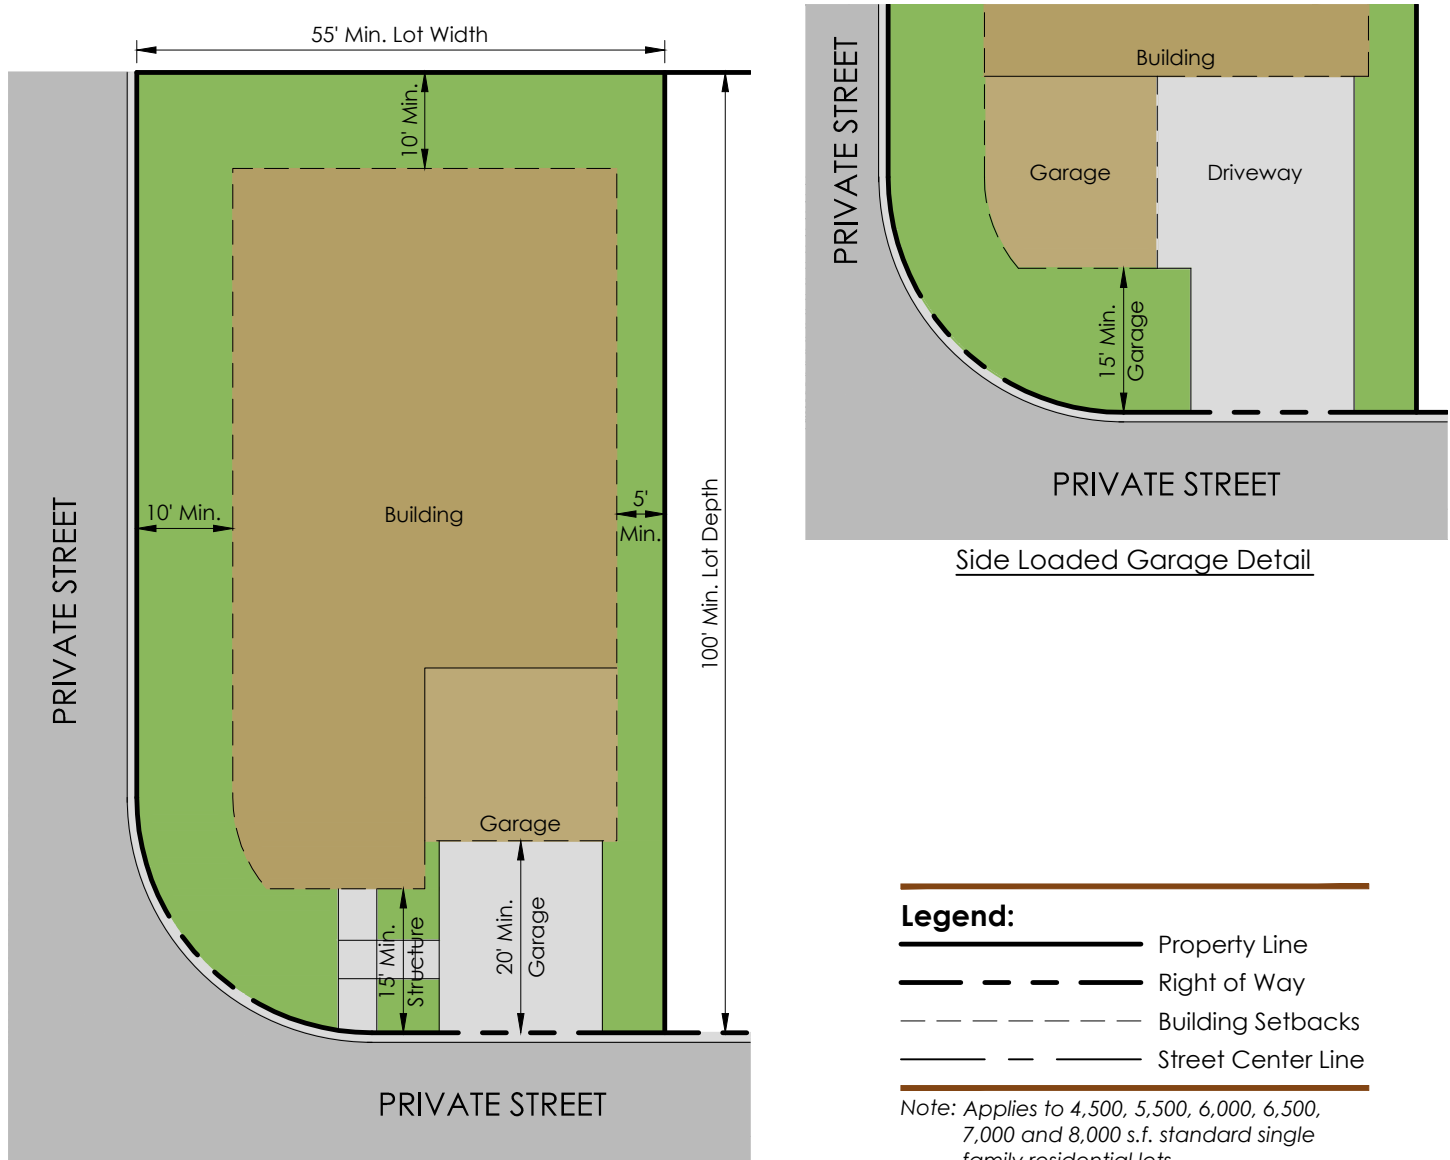 55' Min. Lot Width
10' Min.
PRIVATE STREET
10' Min.
Building
5'
Min.
100' Min. Lot Depth
Garage
15' Min.
Structure
20' Min.
Garage
PRIVATE STREET
PRIVATE STREET
Building
Garage
Driveway
15' Min.
Garage
PRIVATE STREET
Side Loaded Garage Detail
Legend:
Property Line
Right of Way
Building Setbacks
Street Center Line
Note: Applies to 4,500, 5,500, 6,000, 6,500,
7,000 and 8,000 s.f. standard single
family residential lots